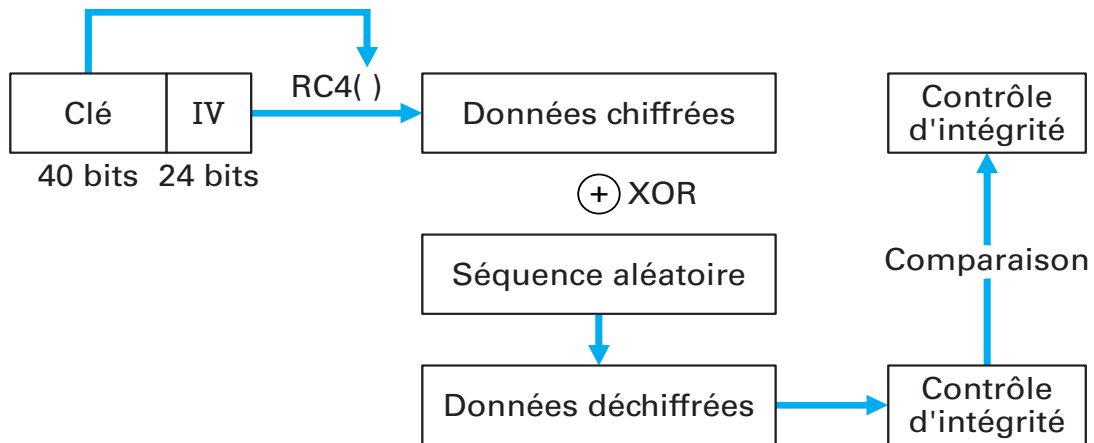 RC4( )
Clé
IV
Données chiffrées
Contrôle
d'intégrité
40 bits
24 bits
+
XOR
Séquence aléatoire
Comparaison
Données déchiffrées
Contrôle
d'intégrité